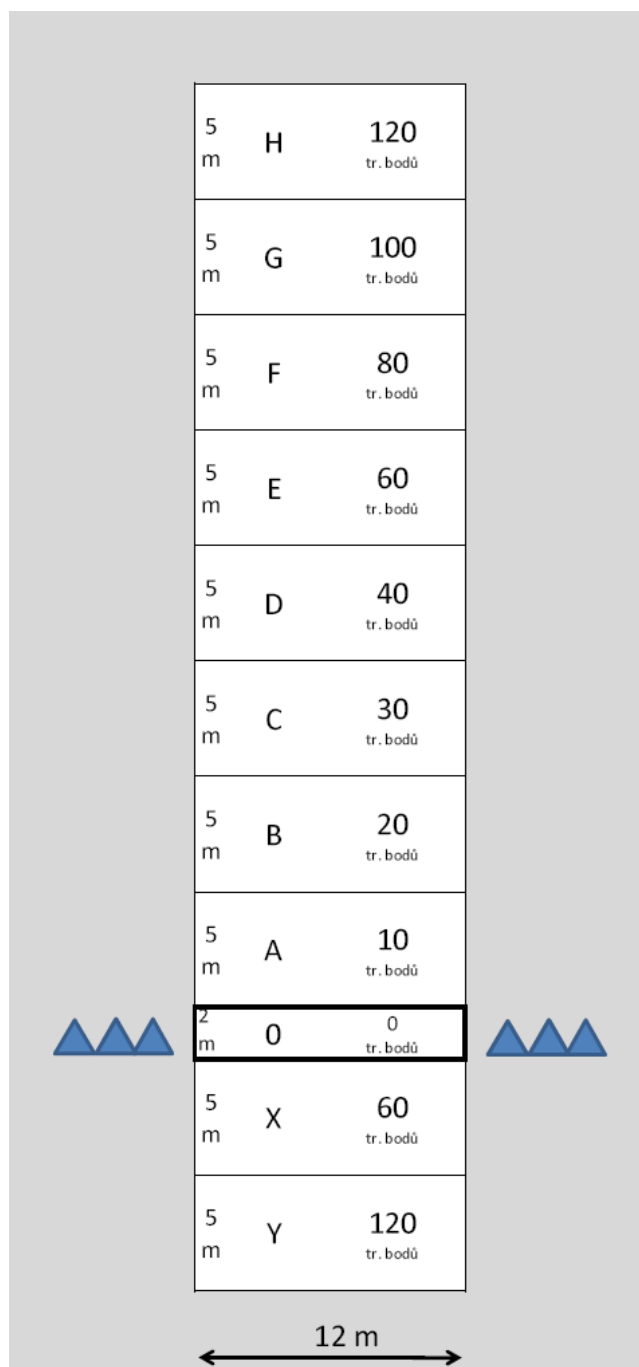 5 m H 120 tr. bodů
5 m G 100 tr. bodů
5 m F 80 tr. bodů
5 m E 60 tr. bodů
5 m D 40 tr. bodů
5 m C 30 tr. bodů
5 m B 20 tr. bodů
5 m A 10 tr. bodů
2 m 0 0 tr. bodů
5 m X 60 tr. bodů
5 m Y 120 tr. bodů
12 m